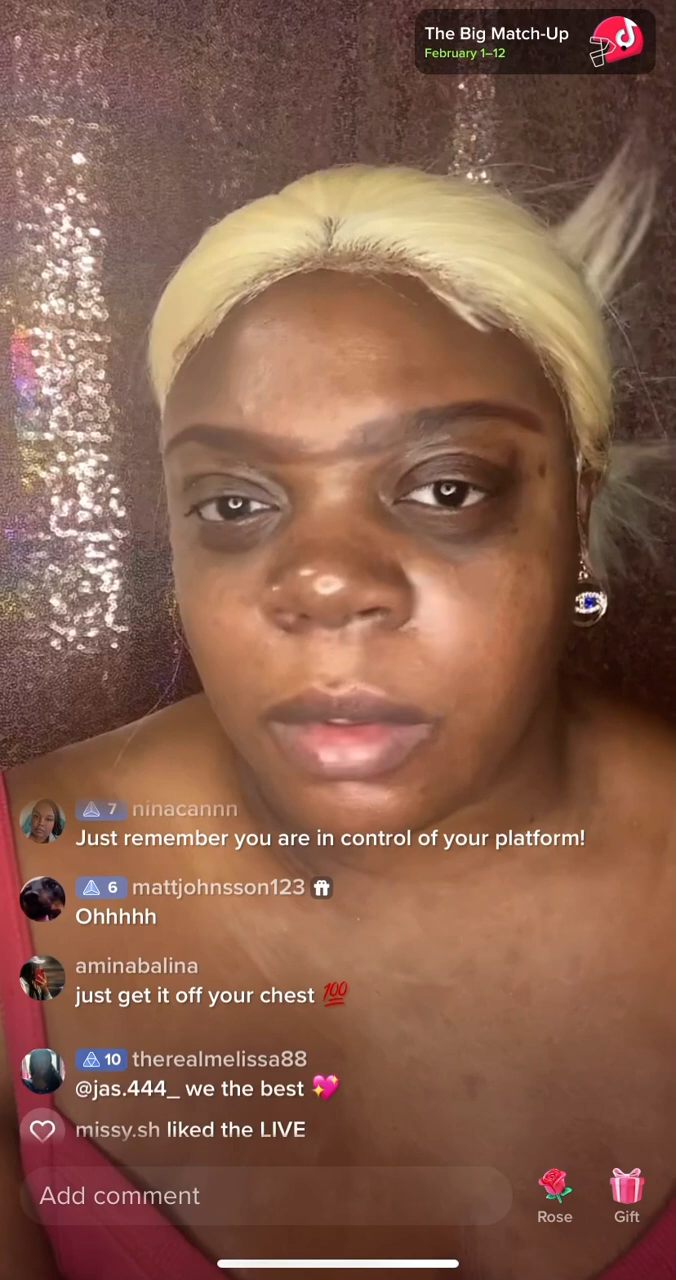 The Big Match-Up
February 1–12
7 ninacannn
Just remember you are in control of your platform!
6 mattjohnsson123
Ohhhhh
aminabalina
just get it off your chest 💯
10 therealmelissa88
@jas.444_ we the best 💖
missy.sh liked the LIVE
Add comment
Rose
Gift